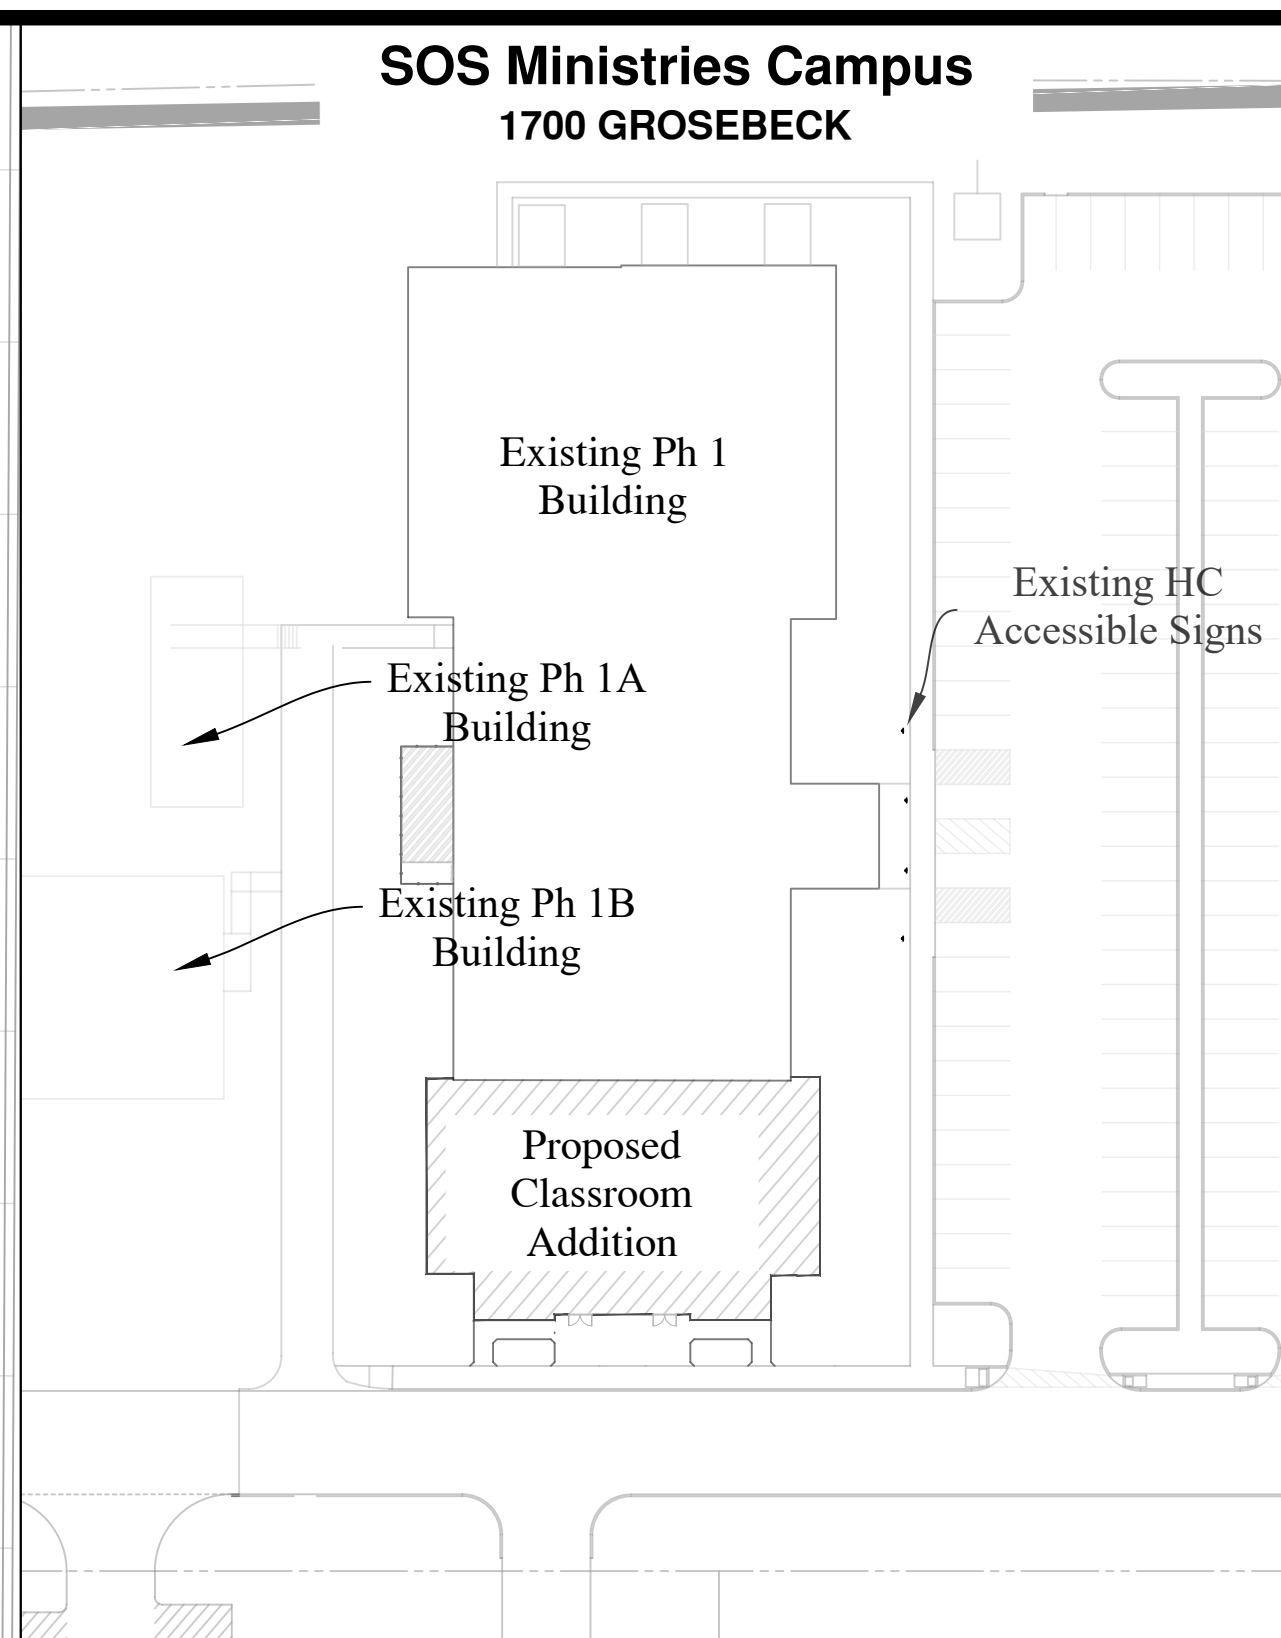 SOS Ministries Campus
1700 GROSEBECK
Existing Ph 1
Building
Existing HC
Accessible Signs
Existing Ph 1A
Building
Existing Ph 1B
Building
Proposed
Classroom
Addition